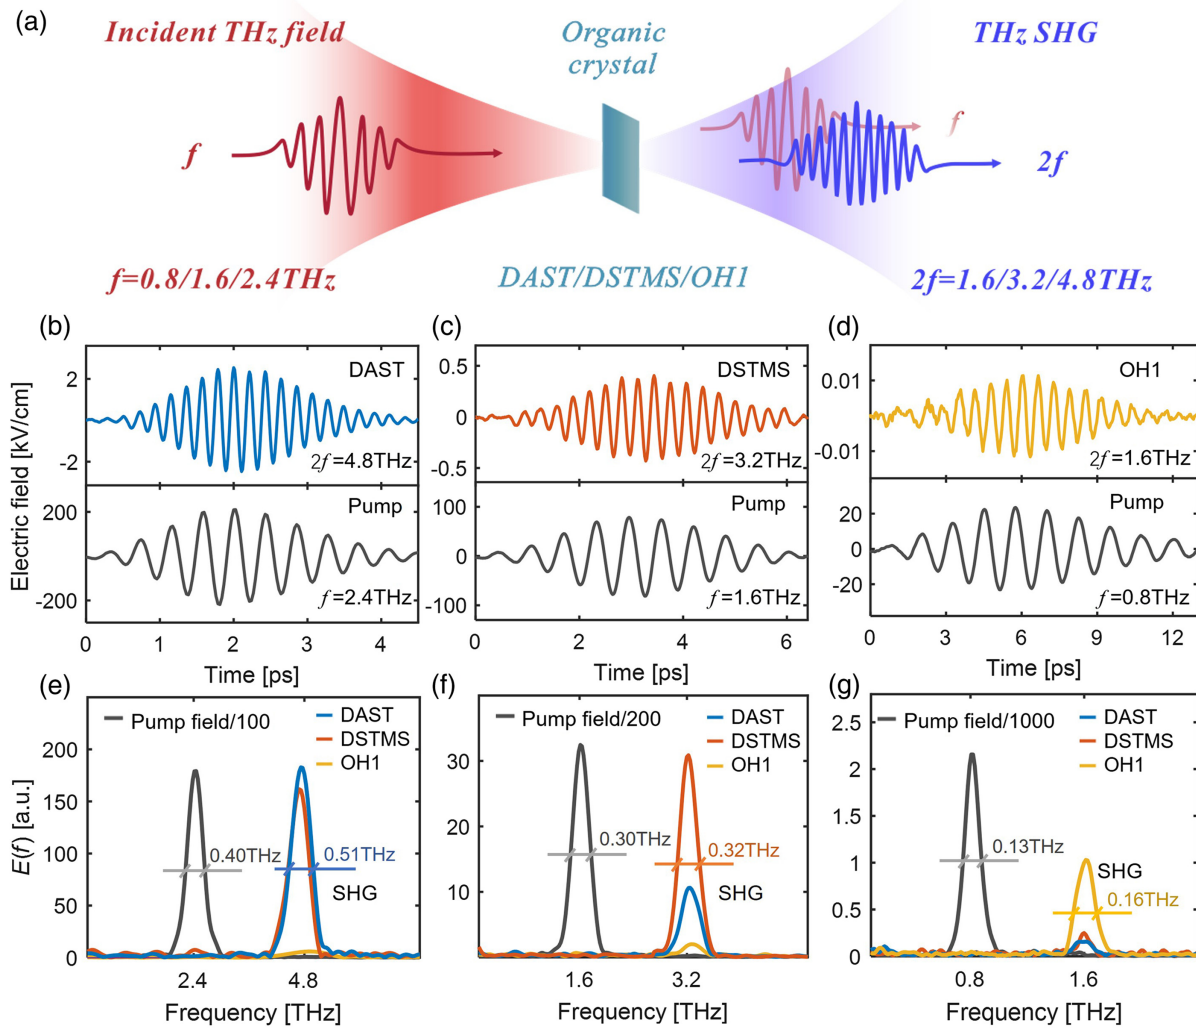 (a)
Incident THz field
Organic
crystal
THz SHG
f
f
2f
f=0.8/1.6/2.4THz
DAST/DSTMS/OH1
2f=1.6/3.2/4.8THz
(b)
(c)
(d)
Electric field [kV/cm]
2
0
-2
DAST
2f=4.8THz
200
0
-200
Pump
f=2.4THz
0 2 4
Time [ps]
0.5
0
-0.5
DSTMS
2f=3.2THz
100
0
-100
Pump
f=1.6THz
0 2 4 6
Time [ps]
0.01
-0.01
OH1
2f=1.6THz
20
0
-20
Pump
f=0.8THz
0 3 6 9 12
Time [ps]
(e)
(f)
(g)
E(f) [a.u.]
200
150
100
50
0
Pump field/100
DAST
DSTMS
OH1
0.40THz
0.51THz
SHG
2.4 4.8
Frequency [THz]
30
20
10
Pump field/200
DAST
DSTMS
OH1
0.30THz
0.32THz
SHG
1.6 3.2
Frequency [THz]
2.5
2
1.5
1
0.5
0
Pump field/1000
DAST
DSTMS
OH1
0.13THz
SHG
0.16THz
0.8 1.6
Frequency [THz]